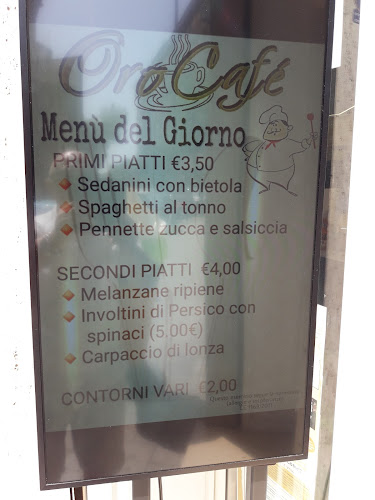 Oro Café
Menù del Giorno
PRIMI PIATTI €3,50
Sedanini con bietola
Spaghetti al tonno
Pennette zucca e salsiccia
SECONDI PIATTI €4,00
Melanzane ripiene
Involtini di Persico con
spinaci (5.00€)
Carpaccio di lonza
CONTORNI VARI €2,00